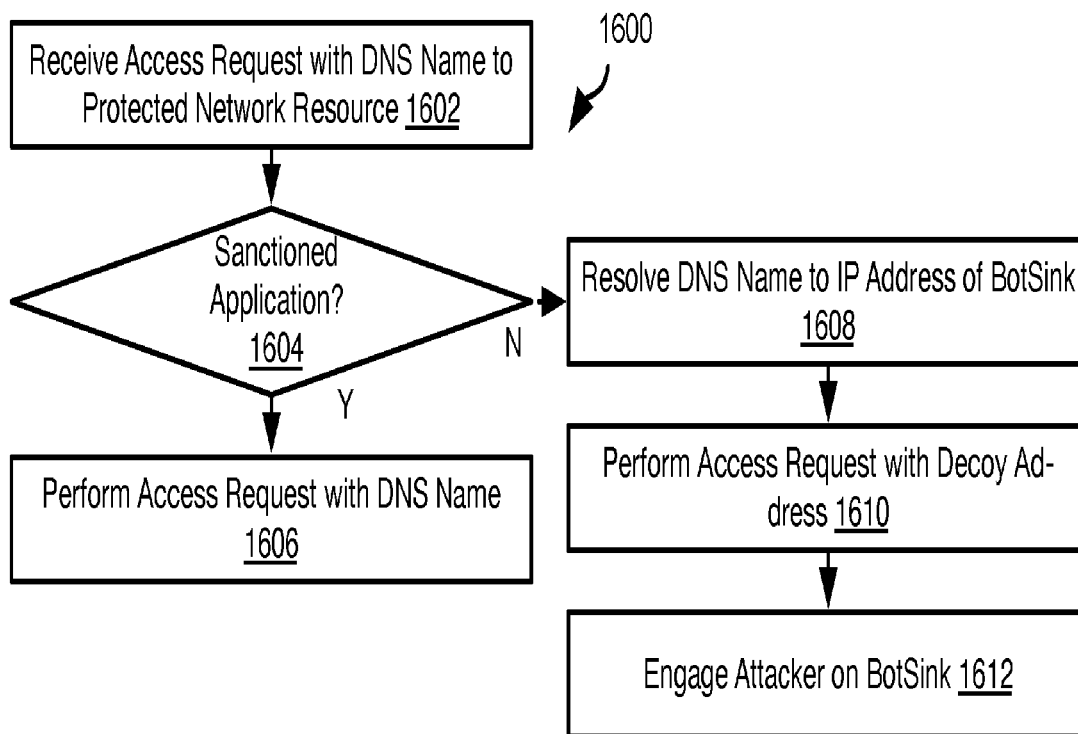 1600
Receive Access Request with DNS Name to
Protected Network Resource 1602
Sanctioned
Application?
1604
N
Y
Perform Access Request with DNS Name
1606
Resolve DNS Name to IP Address of BotSink
1608
Perform Access Request with Decoy Ad-
dress 1610
Engage Attacker on BotSink 1612